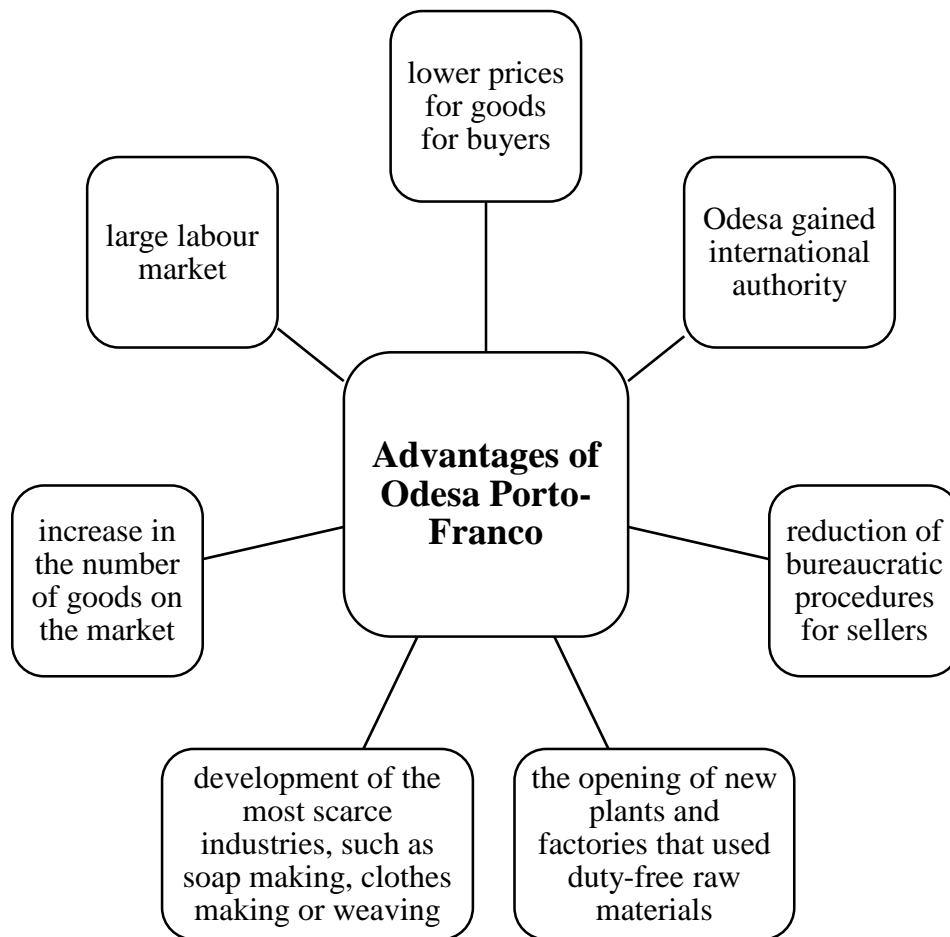 lower prices
for goods
for buyers
Odesa gained
international
authority
reduction of
bureaucratic
procedures
for sellers
the opening of new
plants and
factories that used
duty-free raw
materials
development of the
most scarce
industries, such as
soap making, clothes
making or weaving
increase in
the number
of goods on
the market
large labour
market
Advantages of
Odesa Porto-
Franco